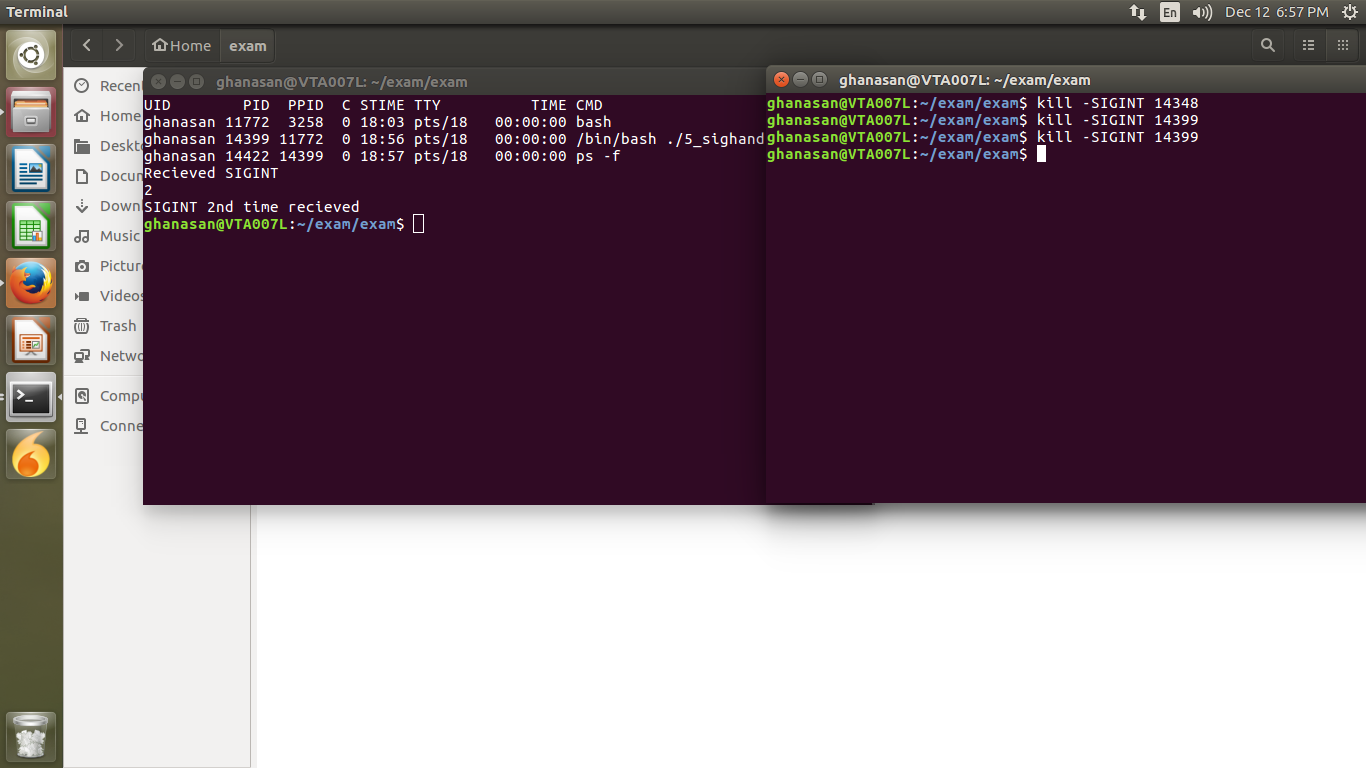 Terminal
En
Dec 12 6:57 PM
Home
exam
Recen
Home
Deskto
Docum
Downl
Music
Picture
Videos
Trash
Netwo
Compu
Conne
ghanasan@VTA007L: ~/exam/exam
UID        PID  PPID  C STIME TTY          TIME CMD
ghanasan 11772  3258  0 18:03 pts/18   00:00:00 bash
ghanasan 14399 11772  0 18:56 pts/18   00:00:00 /bin/bash ./5_sighand
ghanasan 14422 14399  0 18:57 pts/18   00:00:00 ps -f
Recieved SIGINT
2
SIGINT 2nd time recieved
ghanasan@VTA007L:~/exam/exam$
ghanasan@VTA007L: ~/exam/exam
ghanasan@VTA007L:~/exam/exam$ kill -SIGINT 14348
ghanasan@VTA007L:~/exam/exam$ kill -SIGINT 14399
ghanasan@VTA007L:~/exam/exam$ kill -SIGINT 14399
ghanasan@VTA007L:~/exam/exam$